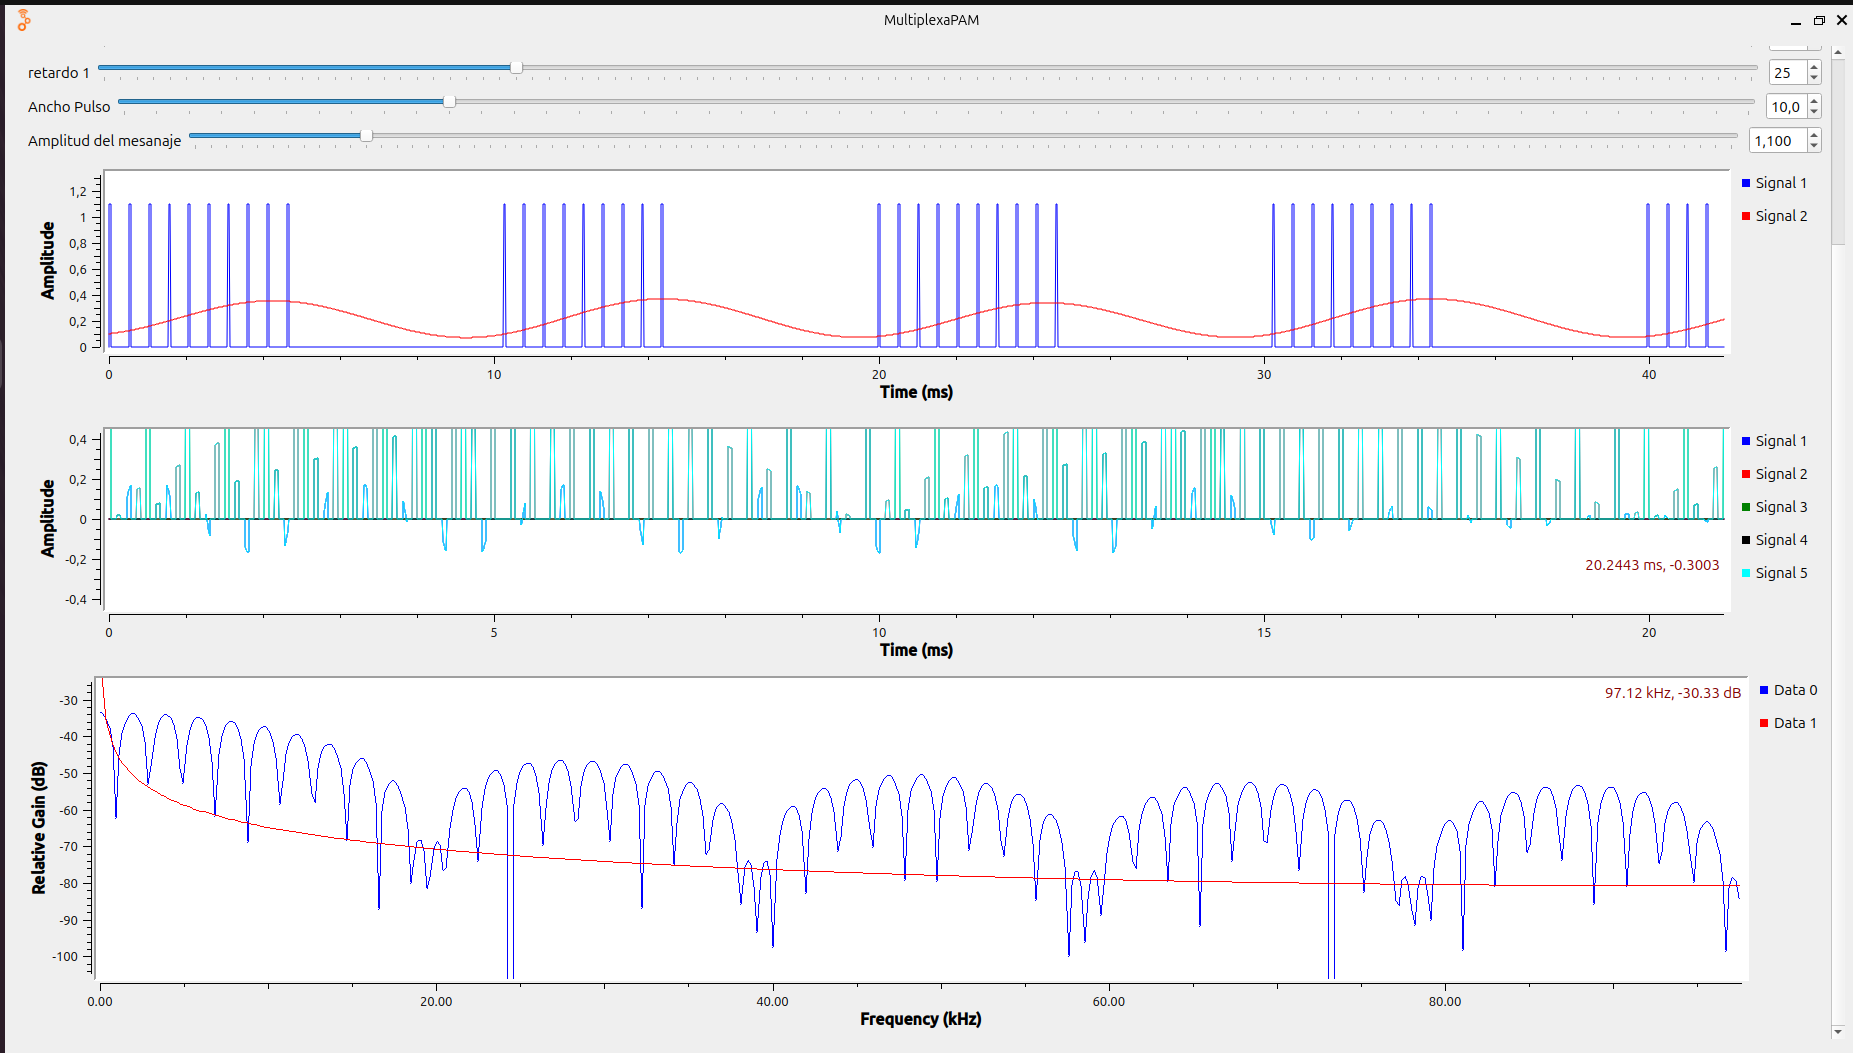 MultiplexaPAM
retardo 1
25
Ancho Pulso
10,0
Amplitud del mesanaje
1,100
Amplitude
1,2
1
0,8
0,6
0,4
0,2
0
0 10 20 30 40
Time (ms)
Signal 1
Signal 2
Amplitude
0,4
0,2
0
-0,2
-0,4
20.2443 ms, -0.3003
0 5 10 15 20
Time (ms)
Signal 1
Signal 2
Signal 3
Signal 4
Signal 5
Relative Gain (dB)
-30
-40
-50
-60
-70
-80
-90
-100
97.12 kHz, -30.33 dB
0.00 20.00 40.00 60.00 80.00
Frequency (kHz)
Data 0
Data 1